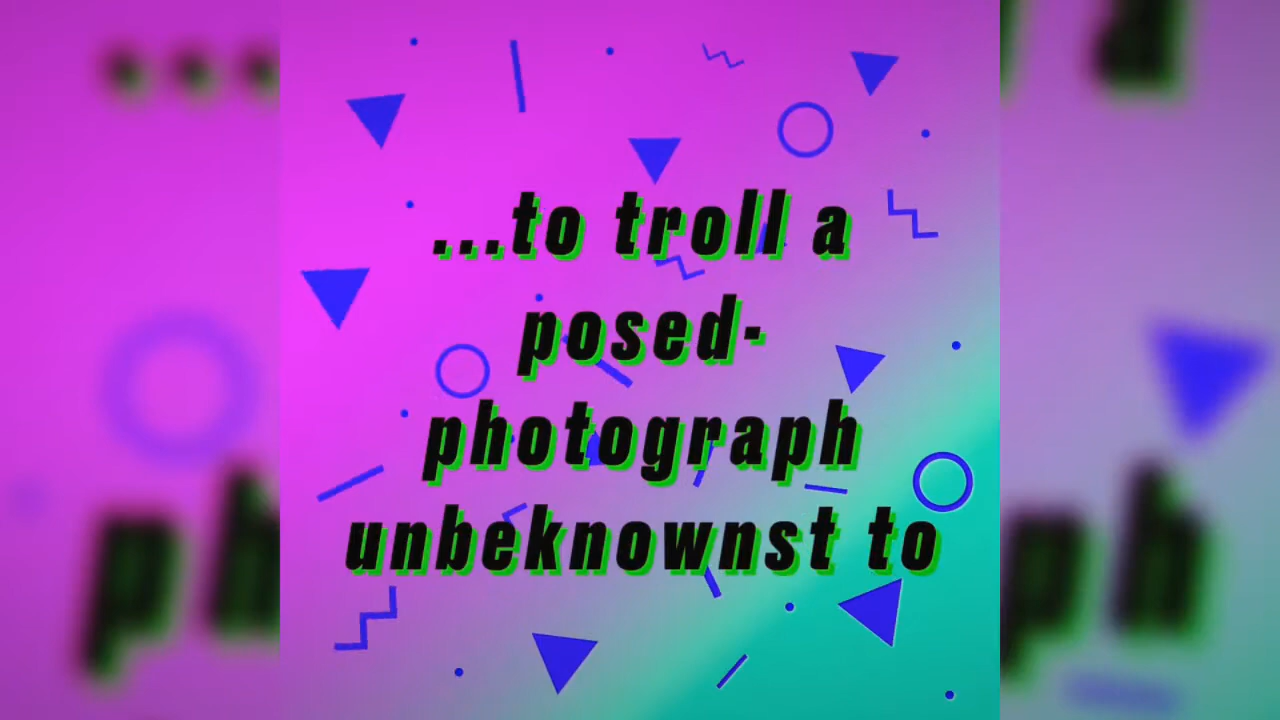 ...to troll a
posed-
photograph
unbeknownst to